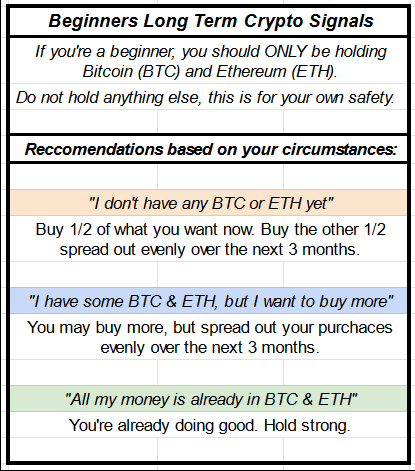 Beginners Long Term Crypto Signals
If you're a beginner, you should ONLY be holding
Bitcoin (BTC) and Ethereum (ETH).
Do not hold anything else, this is for your own safety.
Reccomendations based on your circumstances:
"I don't have any BTC or ETH yet"
Buy 1/2 of what you want now. Buy the other 1/2
spread out evenly over the next 3 months.
"I have some BTC & ETH, but I want to buy more"
You may buy more, but spread out your purchaces
evenly over the next 3 months.
"All my money is already in BTC & ETH"
You're already doing good. Hold strong.